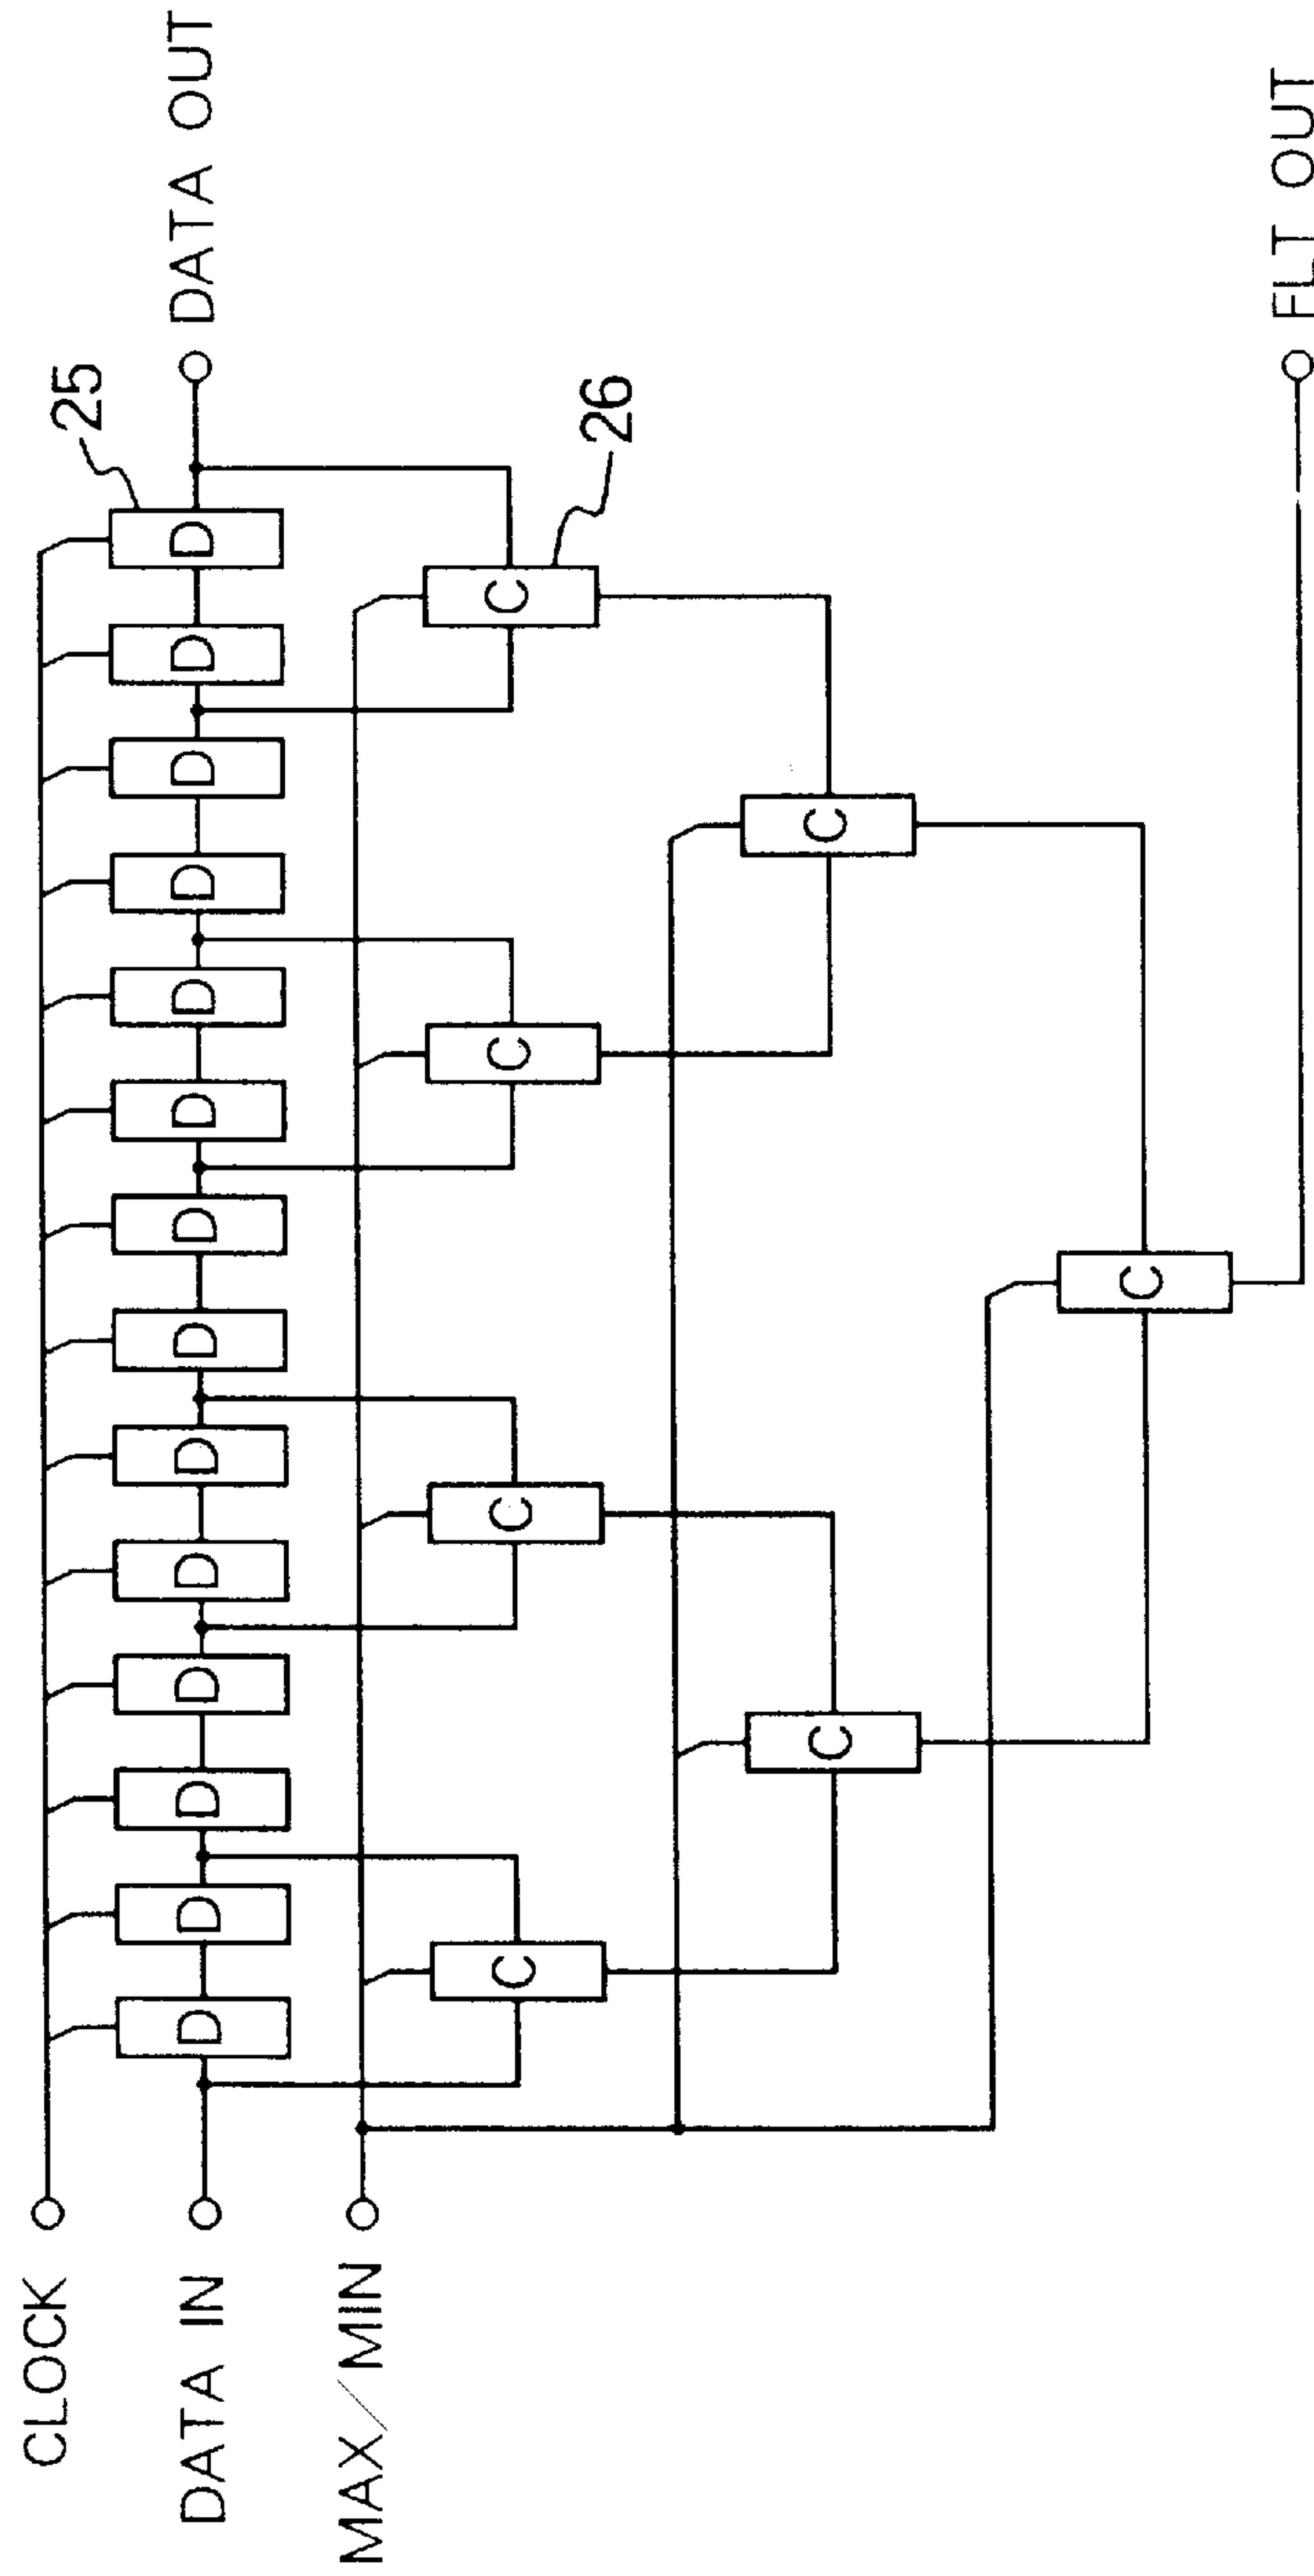 CLOCK
DATA IN
MAX/MIN
25
D D D D D D D D D D D D D D
DATA OUT
26
C C C C
C C
C
FLT OUT